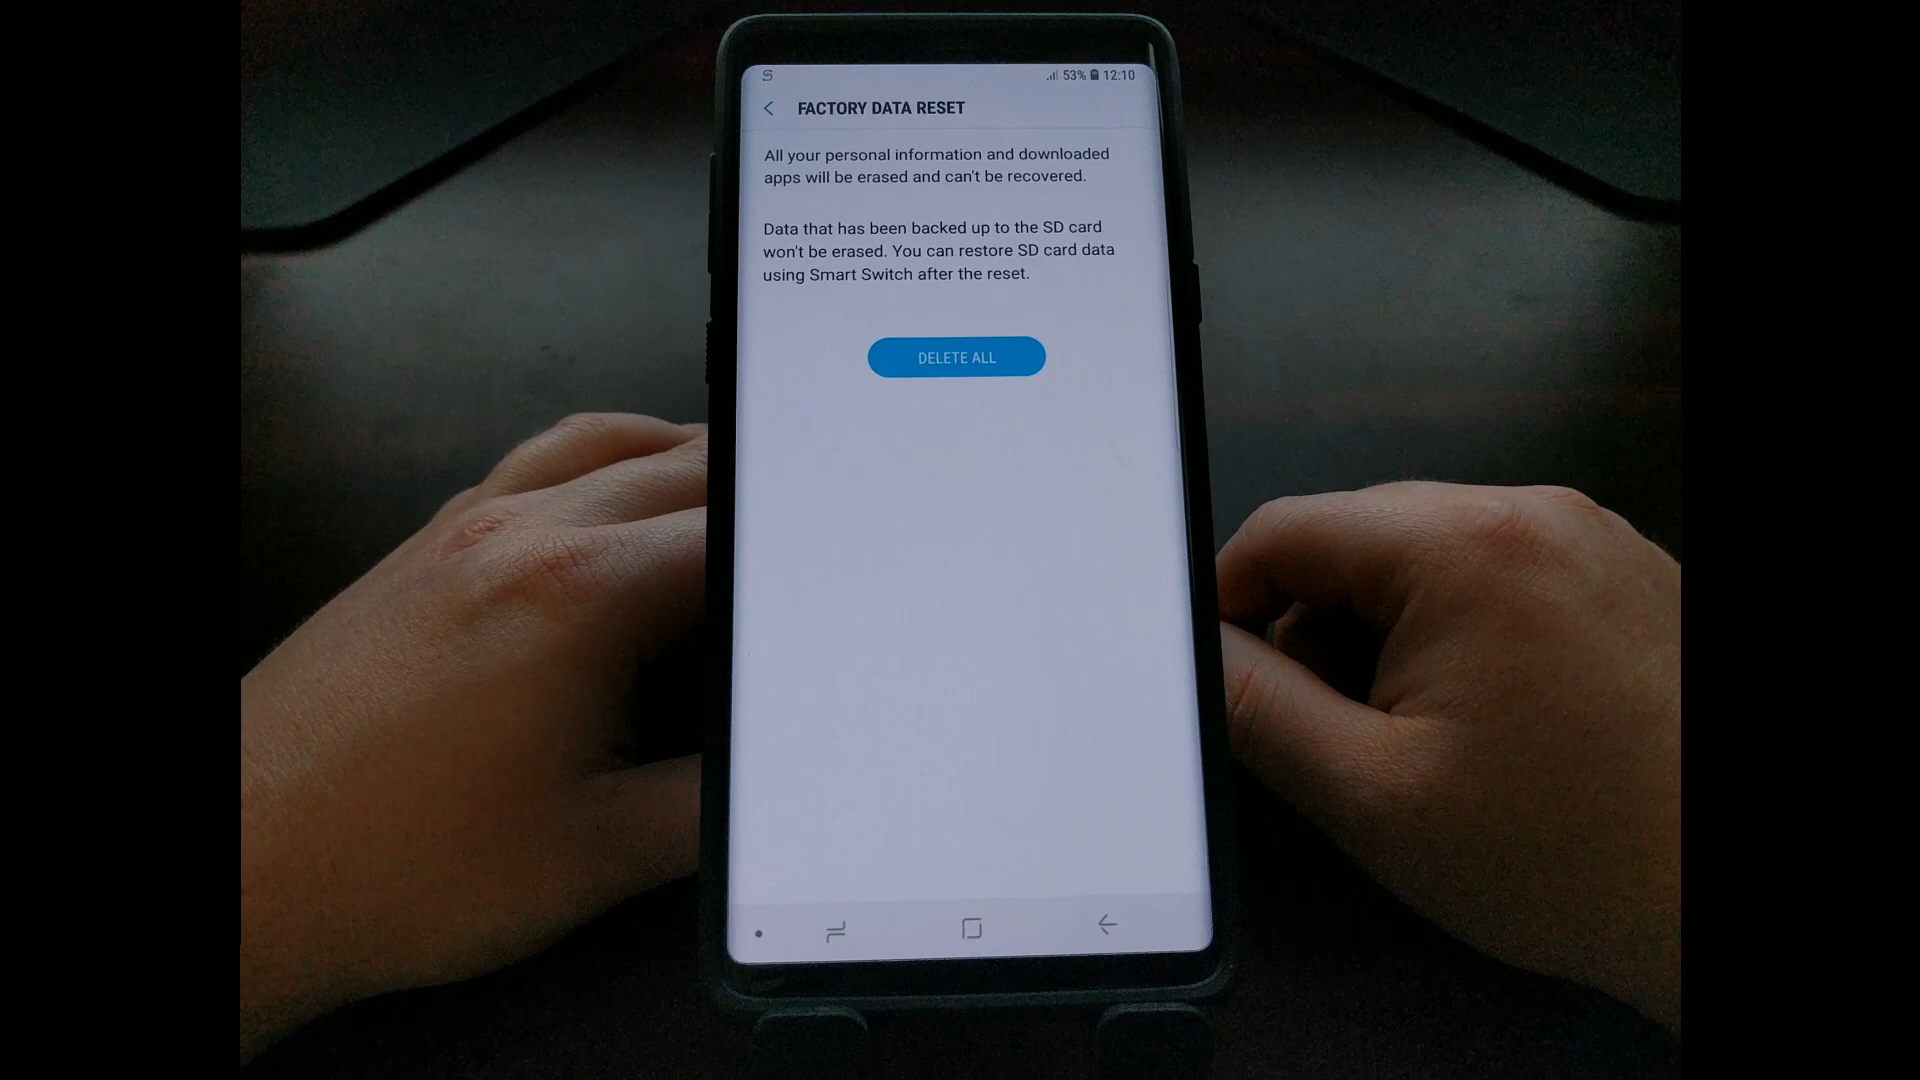 53% 12:10
FACTORY DATA RESET
All your personal information and downloaded
apps will be erased and can't be recovered.
Data that has been backed up to the SD card
won't be erased. You can restore SD card data
using Smart Switch after the reset.
DELETE ALL